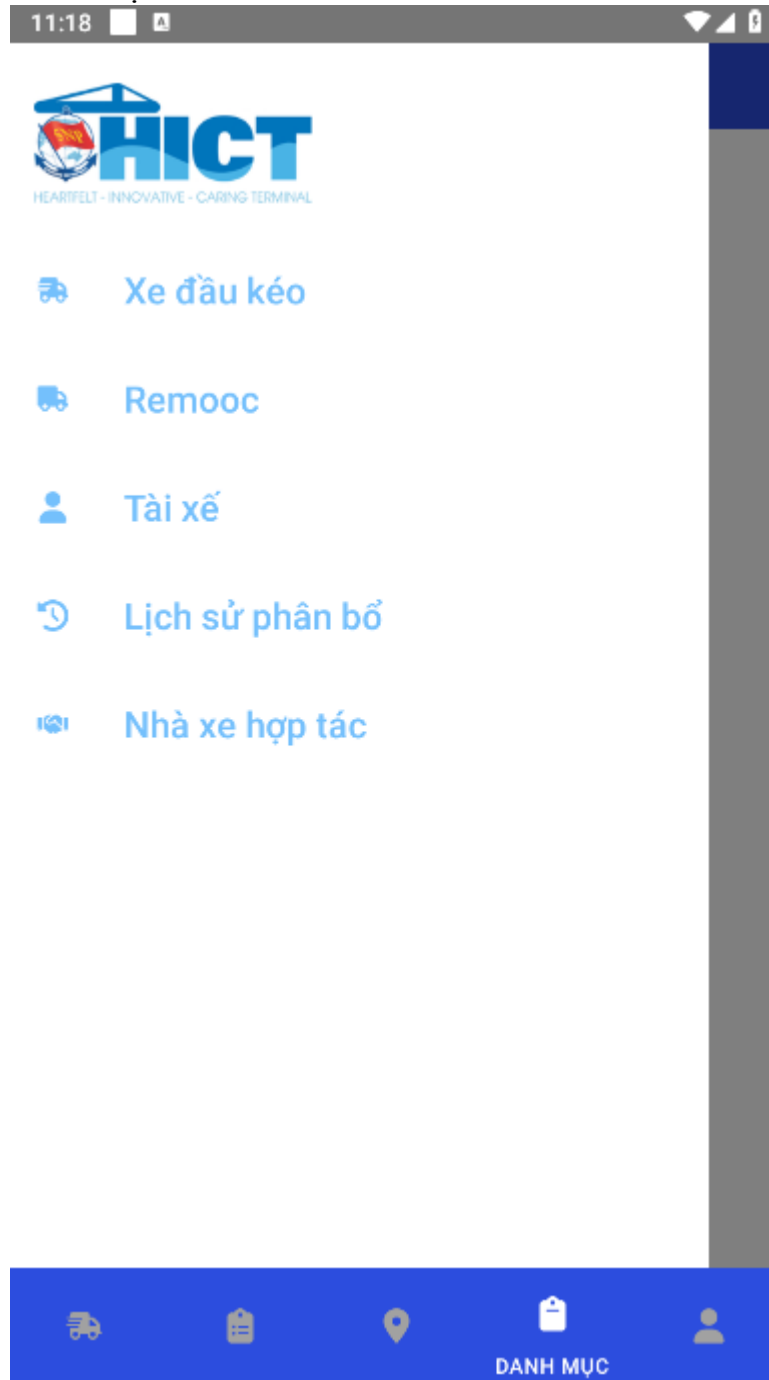 11:18
SNP
HICT
HEARTFELT - INNOVATIVE - CARING TERMINAL
Xe đầu kéo
Remooc
Tài xế
Lịch sử phân bổ
Nhà xe hợp tác
DANH MỤC